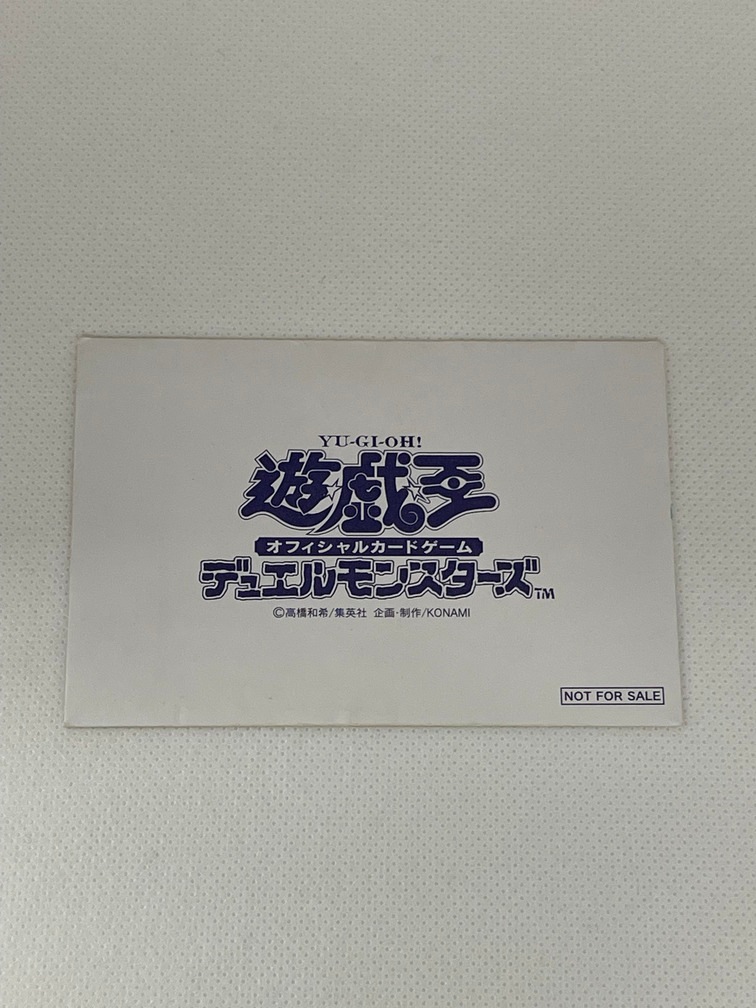 YU-GI-OH!
遊戯王
オフィシャルカードゲーム
デュエルモンスターズ™
©高橋和希/集英社 企画・制作/KONAMI
NOT FOR SALE